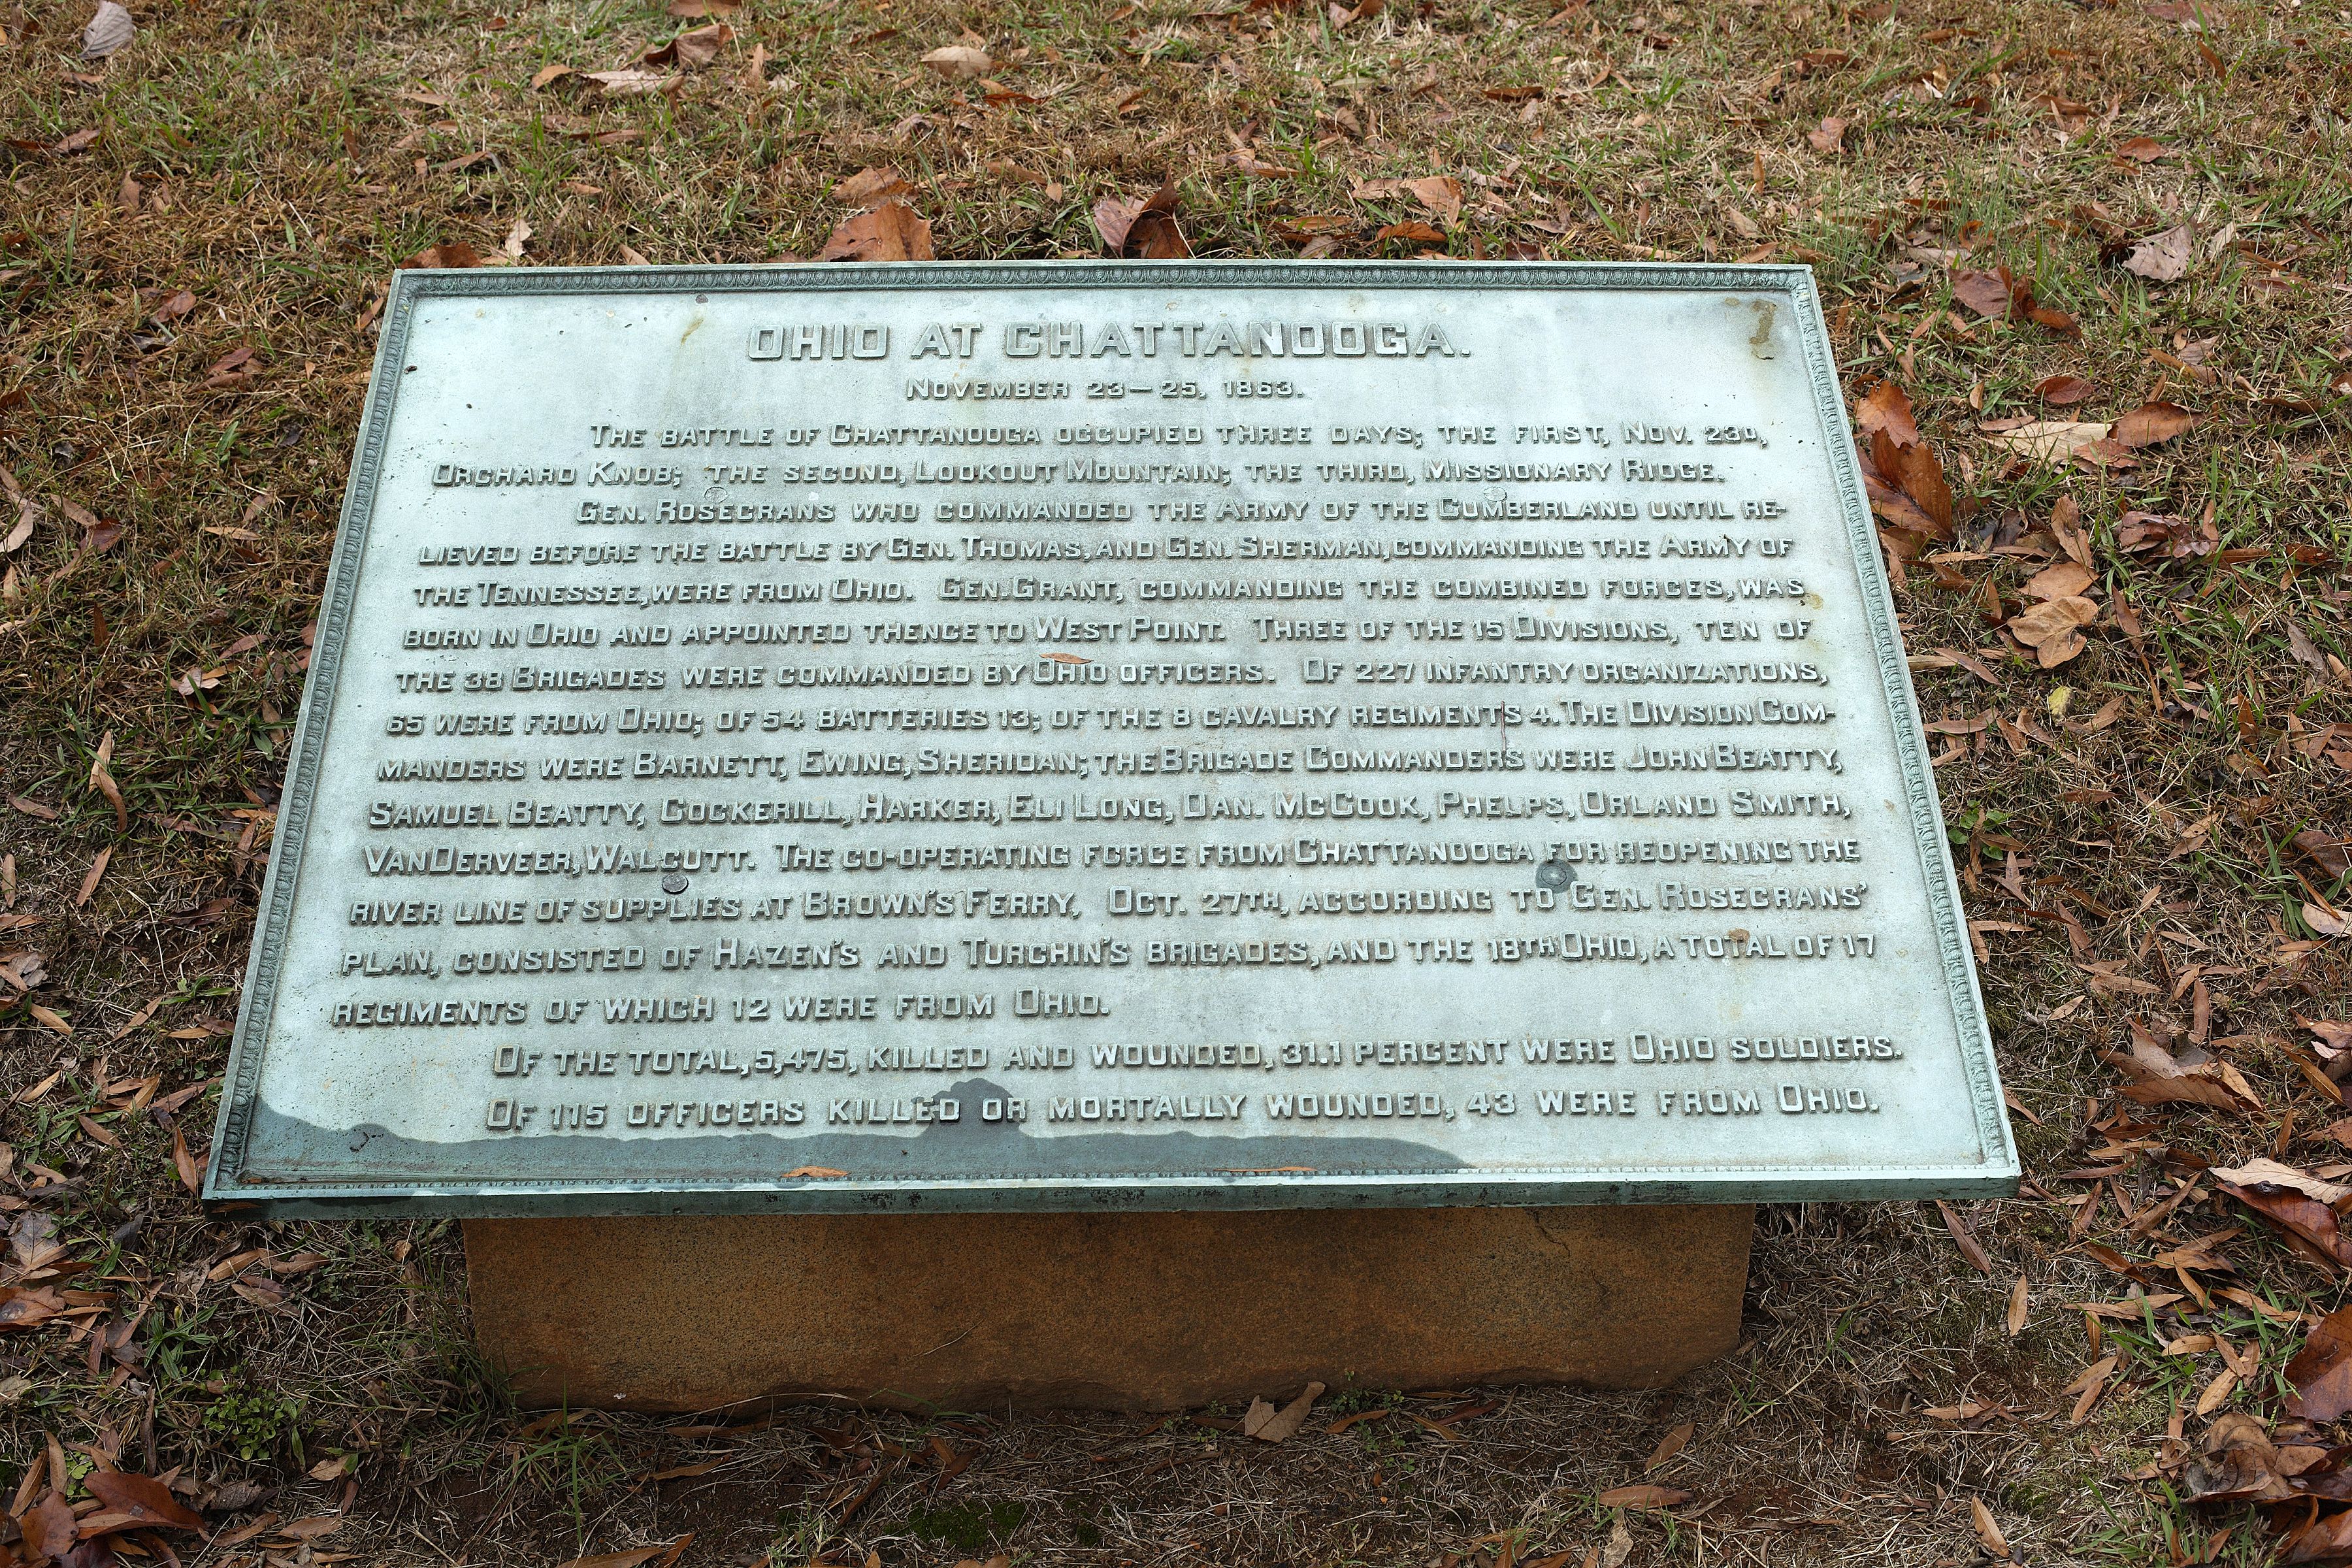 OHIO AT CHATTANOOGA.
NOVEMBER 23—25, 1863.
THE BATTLE OF CHATTANOOGA OCCUPIED THREE DAYS; THE FIRST, NOV. 23D,
ORCHARD KNOB; THE SECOND, LOOKOUT MOUNTAIN; THE THIRD, MISSIONARY RIDGE.
GEN. ROSECRANS WHO COMMANDED THE ARMY OF THE CUMBERLAND UNTIL RE-
LIEVED BEFORE THE BATTLE BY GEN. THOMAS, AND GEN. SHERMAN, COMMANDING THE ARMY OF
THE TENNESSEE, WERE FROM OHIO. GEN. GRANT, COMMANDING THE COMBINED FORCES, WAS
BORN IN OHIO AND APPOINTED THENCE TO WEST POINT. THREE OF THE 15 DIVISIONS, TEN OF
THE 38 BRIGADES WERE COMMANDED BY OHIO OFFICERS. OF 227 INFANTRY ORGANIZATIONS,
65 WERE FROM OHIO; OF 54 BATTERIES 13; OF THE 8 CAVALRY REGIMENTS 4. THE DIVISION COM-
MANDERS WERE BARNETT, EWING, SHERIDAN; THE BRIGADE COMMANDERS WERE JOHN BEATTY,
SAMUEL BEATTY, COCKERILL, HARKER, ELI LONG, DAN. MCCOOK, PHELPS, ORLAND SMITH,
VANDERVEER, WALCUTT. THE CO-OPERATING FORCE FROM CHATTANOOGA FOR REOPENING THE
RIVER LINE OF SUPPLIES AT BROWN'S FERRY, OCT. 27TH, ACCORDING TO GEN. ROSECRANS'
PLAN, CONSISTED OF HAZEN'S AND TURCHIN'S BRIGADES, AND THE 18TH OHIO, A TOTAL OF 17
REGIMENTS OF WHICH 12 WERE FROM OHIO.
OF THE TOTAL, 5,475, KILLED AND WOUNDED, 31.1 PERCENT WERE OHIO SOLDIERS.
OF 115 OFFICERS KILLED OR MORTALLY WOUNDED, 43 WERE FROM OHIO.